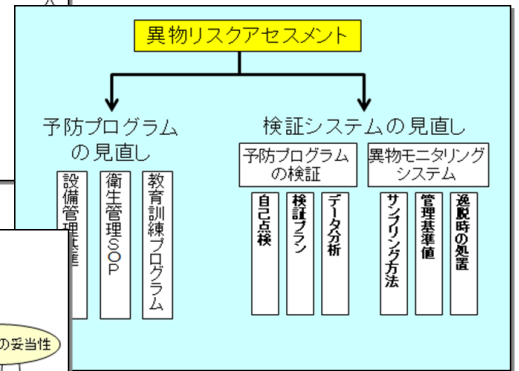 異物リスクアセスメント
予防プログラム
の見直し
検証システムの見直し
予防プログラム
の検証
異物モニタリング
システム
設備管理基準
衛生管理SOP
教育訓練プログラム
自己点検
検証プラン
データ分析
サンプリング方法
管理基準値
逸脱時の処置
の妥当性